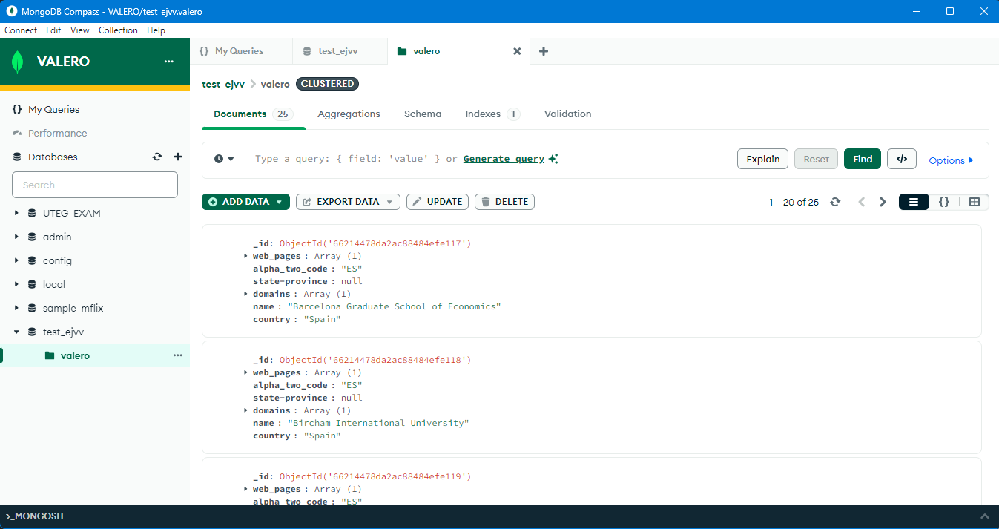 MongoDB Compass - VALERO/test_ejvv.valero
Connect Edit View Collection Help
VALERO
My Queries
Performance
Databases
Search
UTEG_EXAM
admin
config
local
sample_mflix
test_ejvv
valero
{} My Queries test_ejvv valero
test_ejvv valero CLUSTERED
Documents 25 Aggregations Schema Indexes 1 Validation
Type a query: { field: 'value' } or Generate query Explain Reset Find </> Options
ADD DATA EXPORT DATA UPDATE DELETE 1 – 20 of 25 {}
_id: ObjectId('66214478da2ac88484efe117')
web_pages : Array (1)
alpha_two_code : "ES"
state-province : null
domains : Array (1)
name : "Barcelona Graduate School of Economics"
country : "Spain"
_id: ObjectId('66214478da2ac88484efe118')
web_pages : Array (1)
alpha_two_code : "ES"
state-province : null
domains : Array (1)
name : "Bircham International University"
country : "Spain"
_id: ObjectId('66214478da2ac88484efe119')
web_pages : Array (1)
alpha_two_code : "ES"
>_MONGOSH